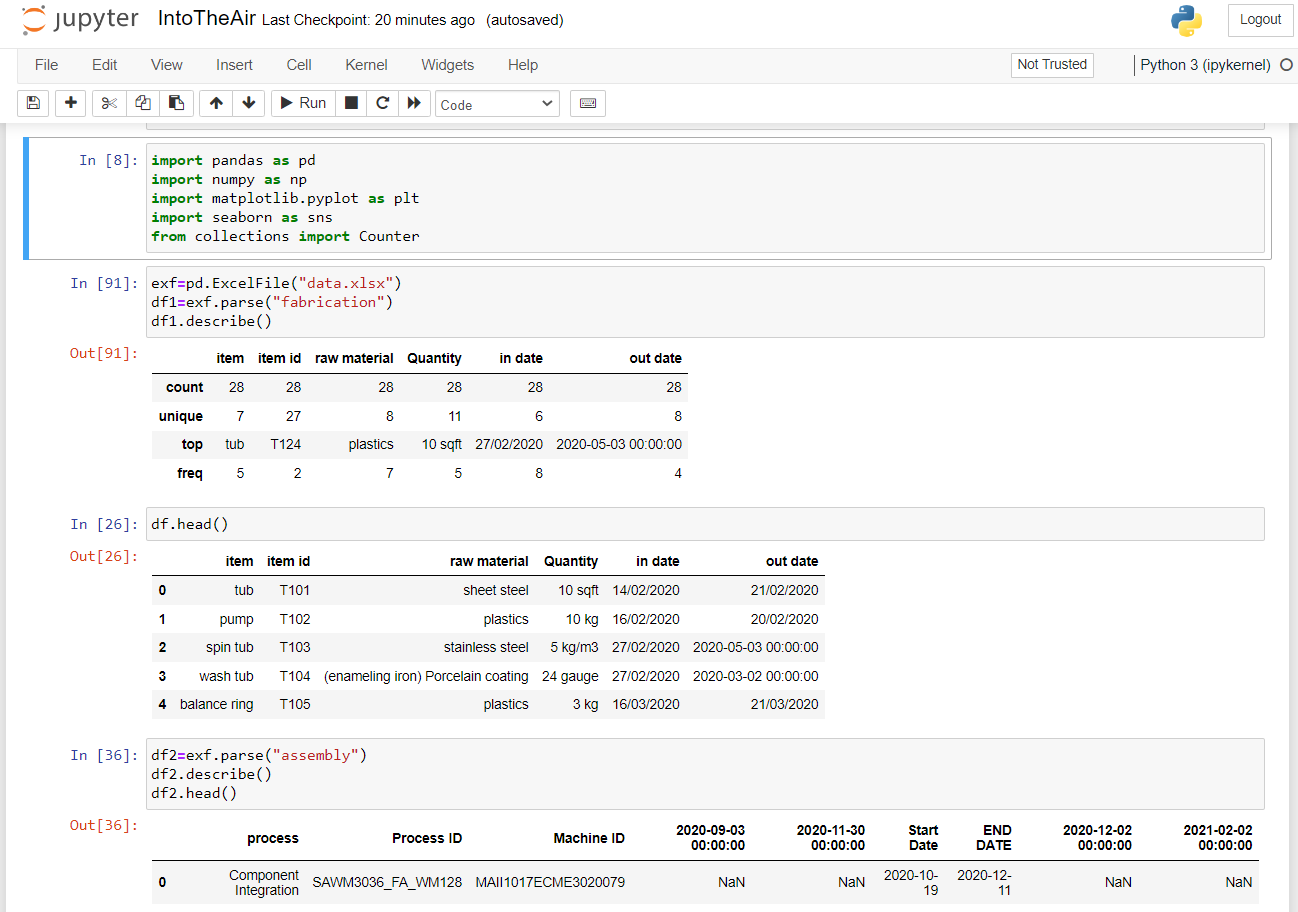 jupyter IntoTheAir Last Checkpoint: 20 minutes ago (autosaved) Logout
File Edit View Insert Cell Kernel Widgets Help Not Trusted Python 3 (ipykernel)
Run Code
In [8]: import pandas as pd
import numpy as np
import matplotlib.pyplot as plt
import seaborn as sns
from collections import Counter
In [91]: exf=pd.ExcelFile("data.xlsx")
df1=exf.parse("fabrication")
df1.describe()
Out[91]:
item item id raw material Quantity in date out date
count 28 28 28 28 28 28
unique 7 27 8 11 6 8
top tub T124 plastics 10 sqft 27/02/2020 2020-05-03 00:00:00
freq 5 2 7 5 8 4
In [26]: df.head()
Out[26]:
item item id raw material Quantity in date out date
0 tub T101 sheet steel 10 sqft 14/02/2020 21/02/2020
1 pump T102 plastics 10 kg 16/02/2020 20/02/2020
2 spin tub T103 stainless steel 5 kg/m3 27/02/2020 2020-05-03 00:00:00
3 wash tub T104 (enameling iron) Porcelain coating 24 gauge 27/02/2020 2020-03-02 00:00:00
4 balance ring T105 plastics 3 kg 16/03/2020 21/03/2020
In [36]: df2=exf.parse("assembly")
df2.describe()
df2.head()
Out[36]:
process Process ID Machine ID 2020-09-03 00:00:00 2020-11-30 00:00:00 Start Date END DATE 2020-12-02 00:00:00 2021-02-02 00:00:00
0 Component Integration SAWM3036_FA_WM128 MAII1017ECME3020079 NaN NaN 2020-10-19 2020-12-11 NaN NaN